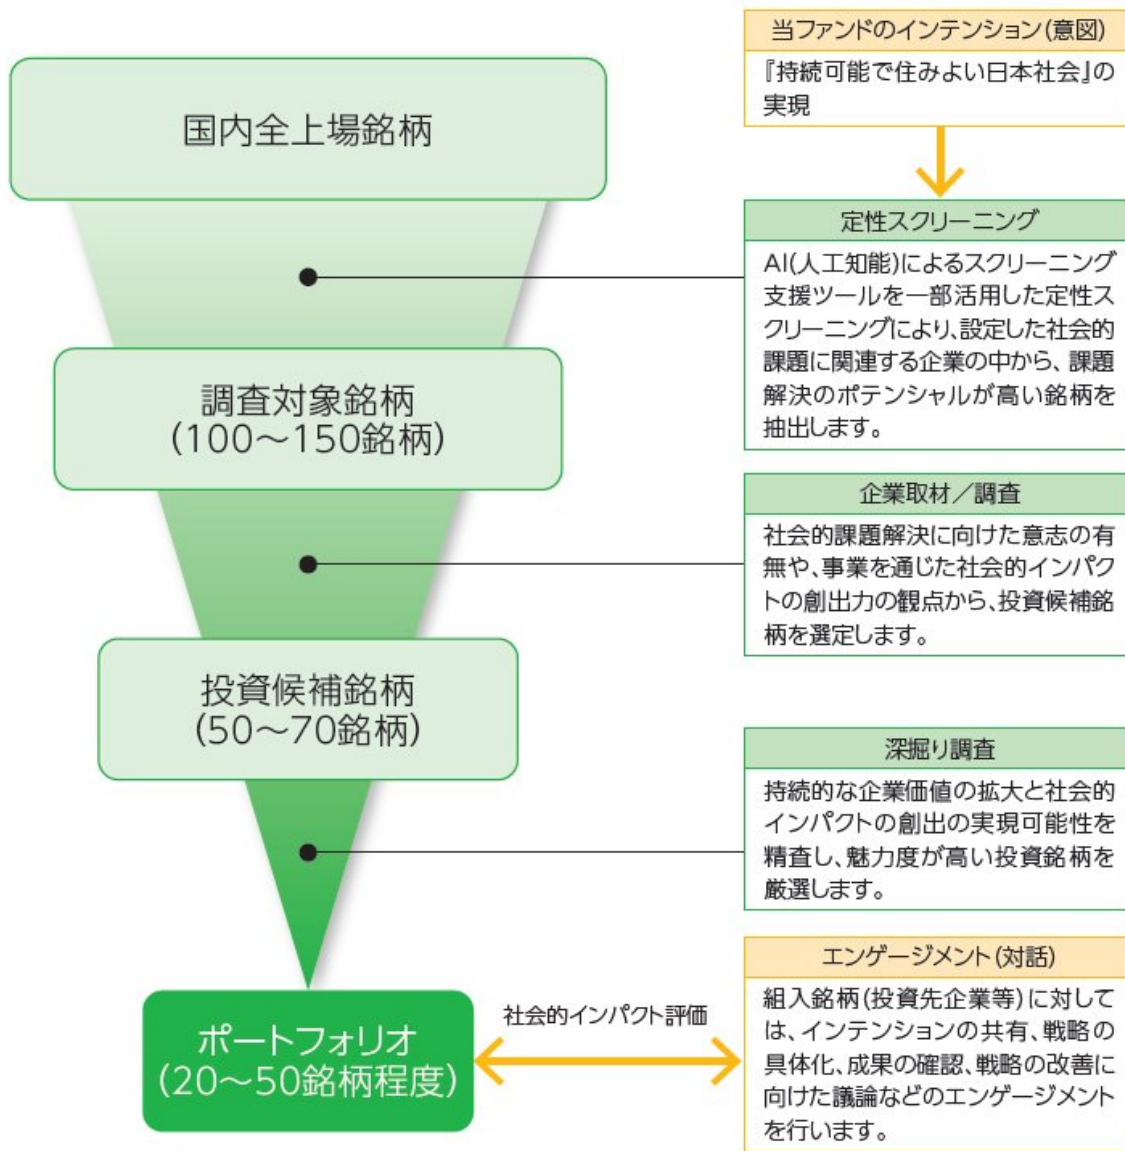 国内全上場銘柄
調査対象銘柄
(100～150銘柄)
投資候補銘柄
(50～70銘柄)
ポートフォリオ
(20～50銘柄程度)
社会的インパクト評価
当ファンドのインテンション(意図)
『持続可能で住みよい日本社会』の
実現
定性スクリーニング
AI(人工知能)によるスクリーニング
支援ツールを一部活用した定性ス
クリーニングにより、設定した社会的
課題に関連する企業の中から、課題
解決のポテンシャルが高い銘柄を
抽出します。
企業取材／調査
社会的課題解決に向けた意志の有
無や、事業を通じた社会的インパク
トの創出力の観点から、投資候補銘
柄を選定します。
深掘り調査
持続的な企業価値の拡大と社会的
インパクトの創出の実現可能性を
精査し、魅力度が高い投資銘柄を
厳選します。
エンゲージメント(対話)
組入銘柄(投資先企業等)に対して
は、インテンションの共有、戦略の
具体化、成果の確認、戦略の改善に
向けた議論などのエンゲージメント
を行います。